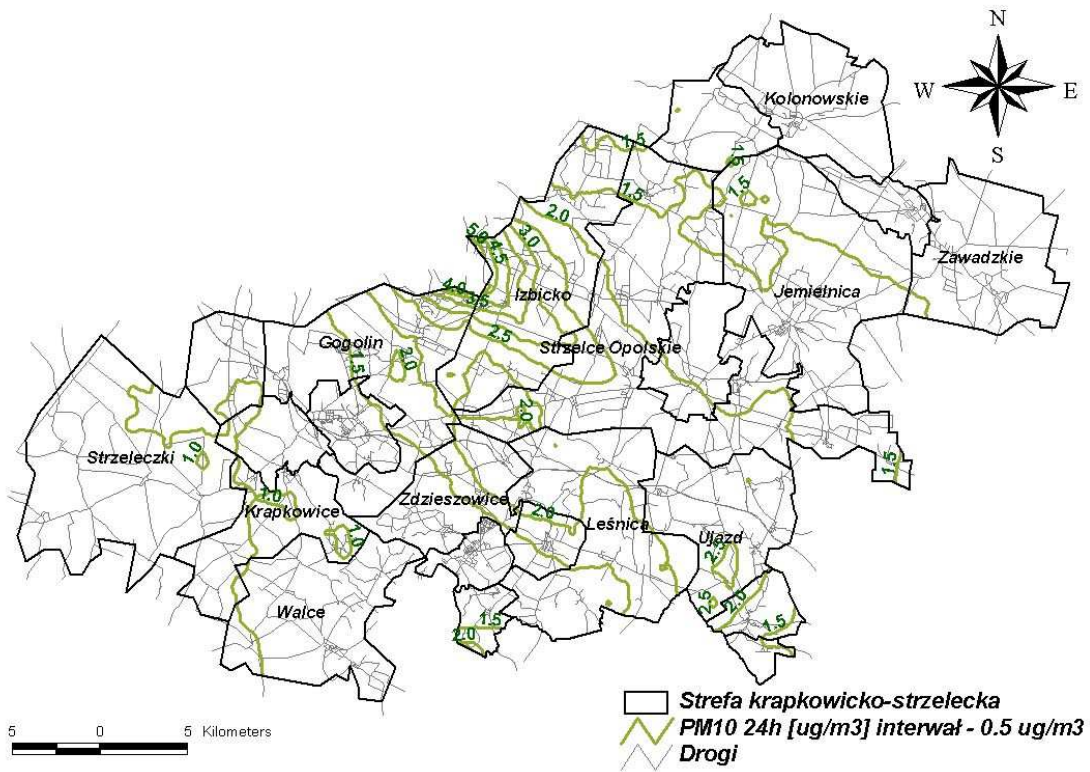 N
W E
S
Kolonowskie
1.5
1.5
1.5
1.5
2.0
3.0
5.0
4.5
Zawadzkie
4.0
3.5
Izbicko
Jemielnica
2.5
Gogolin
Strzelce Opolskie
1.5
2.0
2.0
Strzeleczki
1.0
1.5
1.0
Krapkowice
Zdzieszowice
2.0
Leśnica
Ujazd
1.0
2.5
2.5
2.0
Walce
1.5
1.5
2.0
Strefa krapkowicko-strzelecka
PM10 24h [ug/m3] interwał - 0.5 ug/m3
Drogi
5 0 5 Kilometers